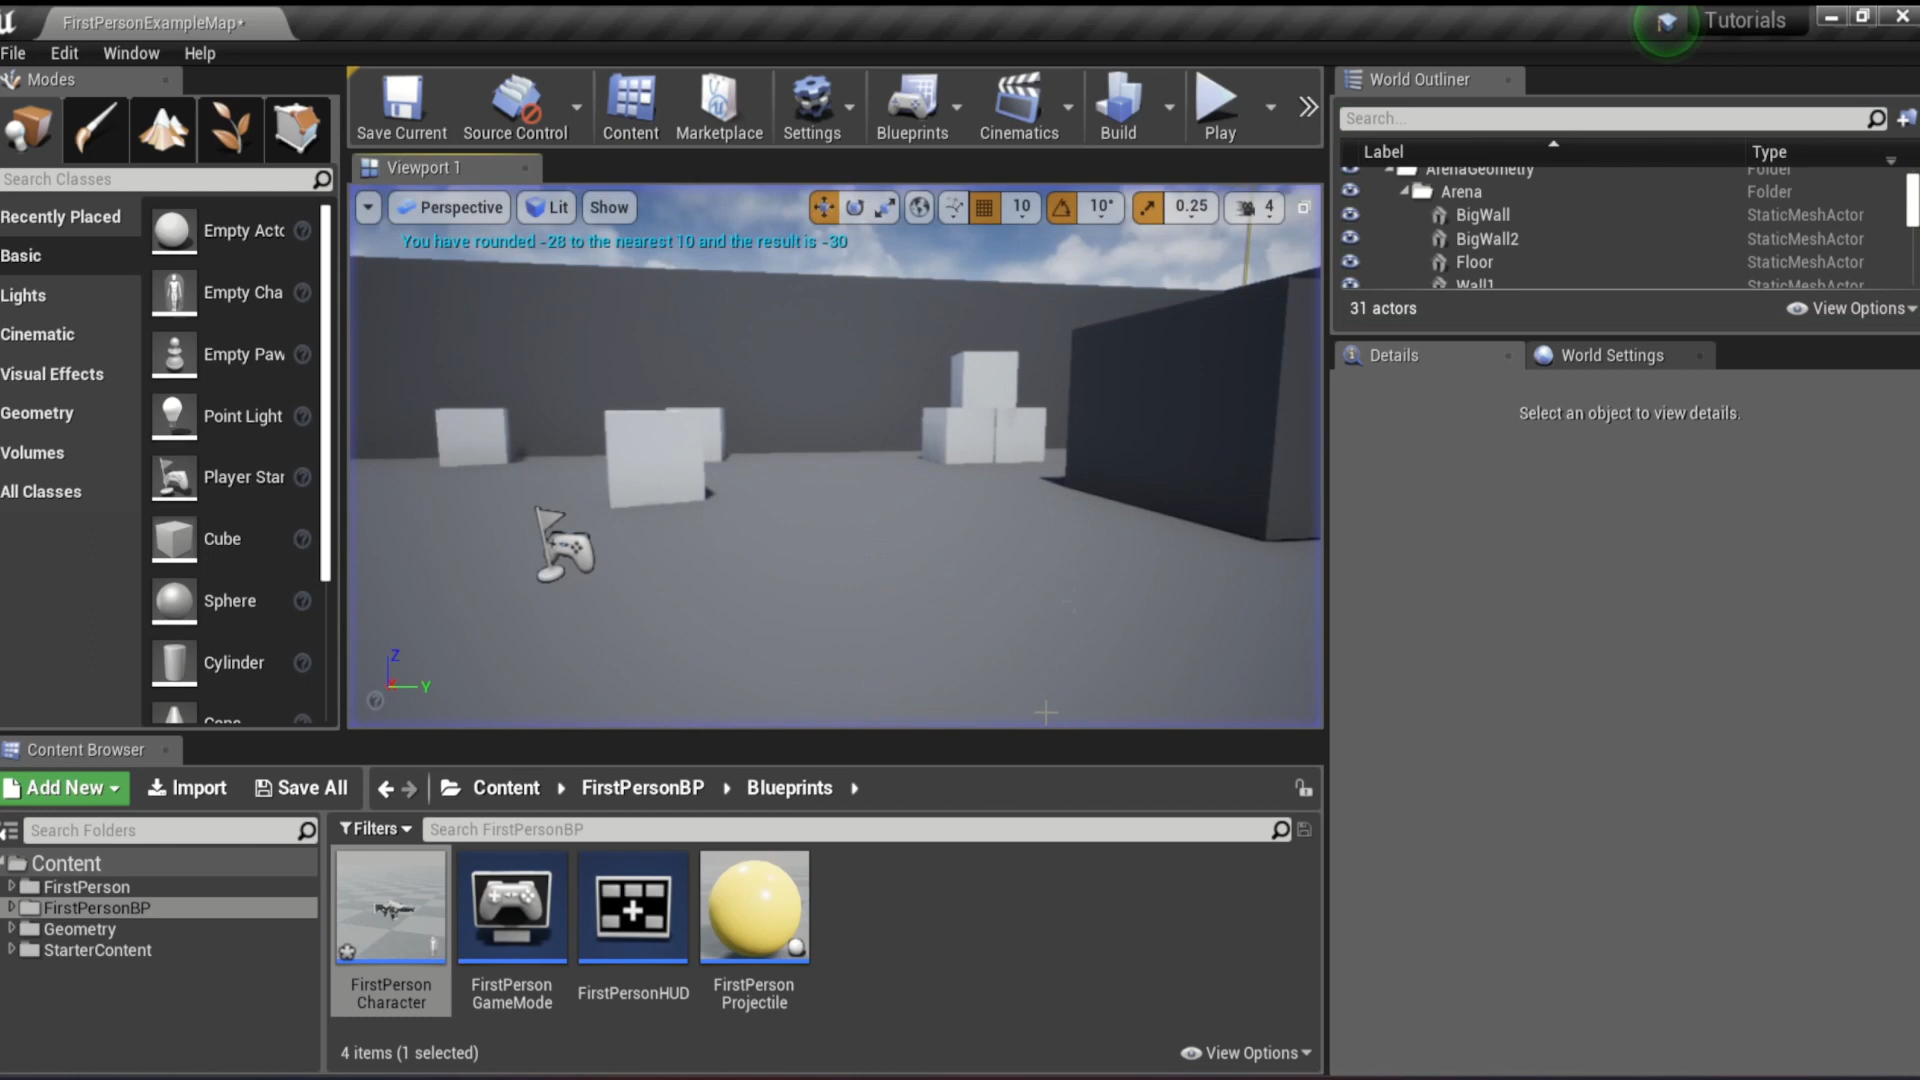 FirstPersonExampleMap*
Tutorials
File Edit Window Help
Modes
Search Classes
Recently Placed
Basic
Lights
Cinematic
Visual Effects
Geometry
Volumes
All Classes
Empty Actc
Empty Cha
Empty Paw
Point Light
Player Star
Cube
Sphere
Cylinder
Cone
Save Current
Source Control
Content
Marketplace
Settings
Blueprints
Cinematics
Build
Play
Viewport 1
Perspective
Lit
Show
10
10°
0.25
4
You have rounded -28 to the nearest 10 and the result is -30
Z
X
Y
World Outliner
Search...
Label Type
ArenaGeometry Folder
Arena Folder
BigWall StaticMeshActor
BigWall2 StaticMeshActor
Floor StaticMeshActor
Wall1 StaticMeshActor
31 actors
View Options
Details
World Settings
Select an object to view details.
Content Browser
Add New
Import
Save All
Content
FirstPersonBP
Blueprints
Search Folders
Content
FirstPerson
FirstPersonBP
Geometry
StarterContent
Filters
Search FirstPersonBP
FirstPerson
Character
FirstPerson
GameMode
FirstPersonHUD
FirstPerson
Projectile
4 items (1 selected)
View Options